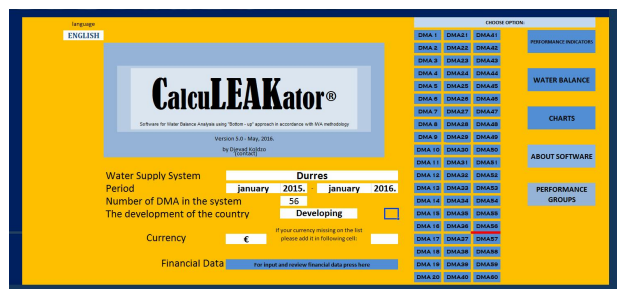 language
ENGLISH
CalcuLEAKator®
Software for Water Balance Analysis using "Bottom - up" approach in accordance with IWA methodology
Version 5.0 - May, 2016.
by Djevad Koldzo
(contact)
Water Supply System Durres
Period january 2015. - january 2016.
Number of DMA in the system 56
The development of the country Developing
Currency €
If your currency missing on the list
please add it in following cell:
Financial Data For input and review financial data press here
CHOOSE OPTION:
DMA 1 DMA21 DMA41
DMA 2 DMA22 DMA42
DMA 3 DMA23 DMA43
DMA 4 DMA24 DMA44
DMA 5 DMA25 DMA45
DMA 6 DMA26 DMA46
DMA 7 DMA27 DMA47
DMA 8 DMA28 DMA48
DMA 9 DMA29 DMA49
DMA 10 DMA30 DMA50
DMA 11 DMA31 DMA51
DMA 12 DMA32 DMA52
DMA 13 DMA33 DMA53
DMA 14 DMA34 DMA54
DMA 15 DMA35 DMA55
DMA 16 DMA36 DMA56
DMA 17 DMA37 DMA57
DMA 18 DMA38 DMA58
DMA 19 DMA39 DMA59
DMA 20 DMA40 DMA60
PERFORMANCE INDICATORS
WATER BALANCE
CHARTS
ABOUT SOFTWARE
PERFORMANCE
GROUPS